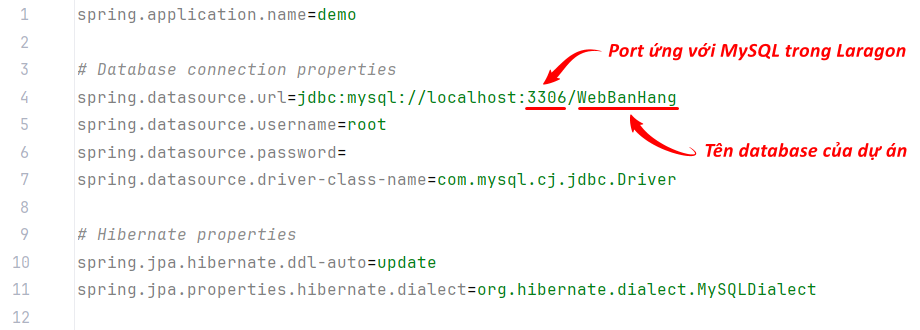 1 spring.application.name=demo
2
3 # Database connection properties
Port ứng với MySQL trong Laragon
4 spring.datasource.url=jdbc:mysql://localhost:3306/WebBanHang
5 spring.datasource.username=root
6 spring.datasource.password=
Tên database của dự án
7 spring.datasource.driver-class-name=com.mysql.cj.jdbc.Driver
8
9 # Hibernate properties
10 spring.jpa.hibernate.ddl-auto=update
11 spring.jpa.properties.hibernate.dialect=org.hibernate.dialect.MySQLDialect
12